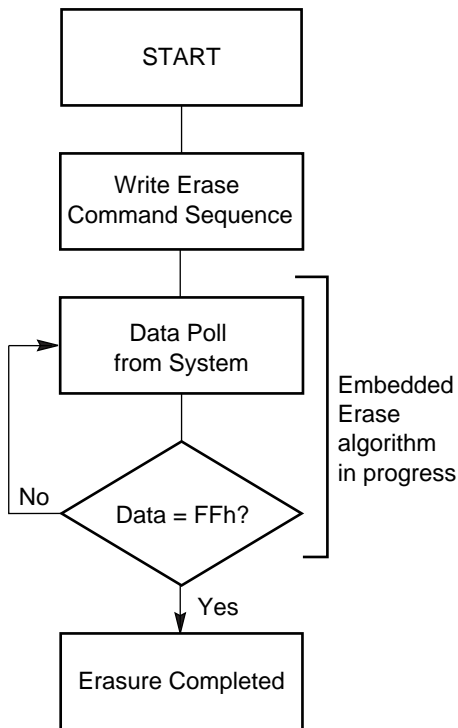 START
Write Erase
Command Sequence
Data Poll
from System
Embedded
Erase
algorithm
in progress
No
Data = FFh?
Yes
Erasure Completed